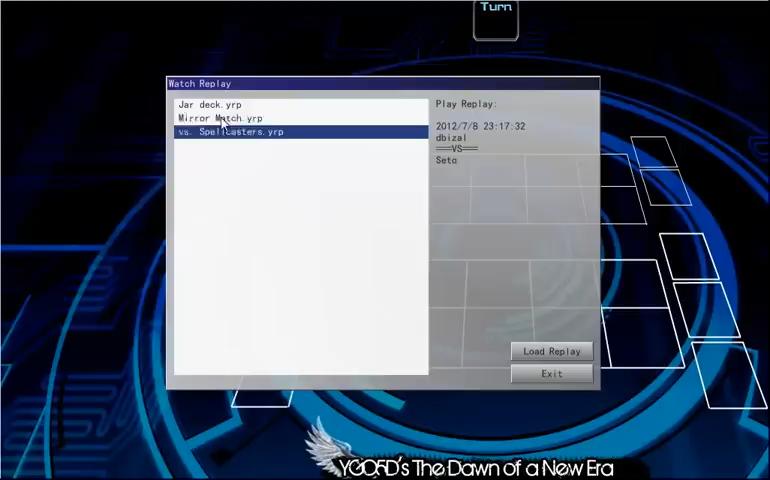 Turn
Watch Replay
Jar deck.yrp
Mirror Match.yrp
vs. Spellcasters.yrp
Play Replay:
2012/7/8 23:17:32
dbizal
===VS===
Seto
Load Replay
Exit
YGO5D's The Dawn of a New Era